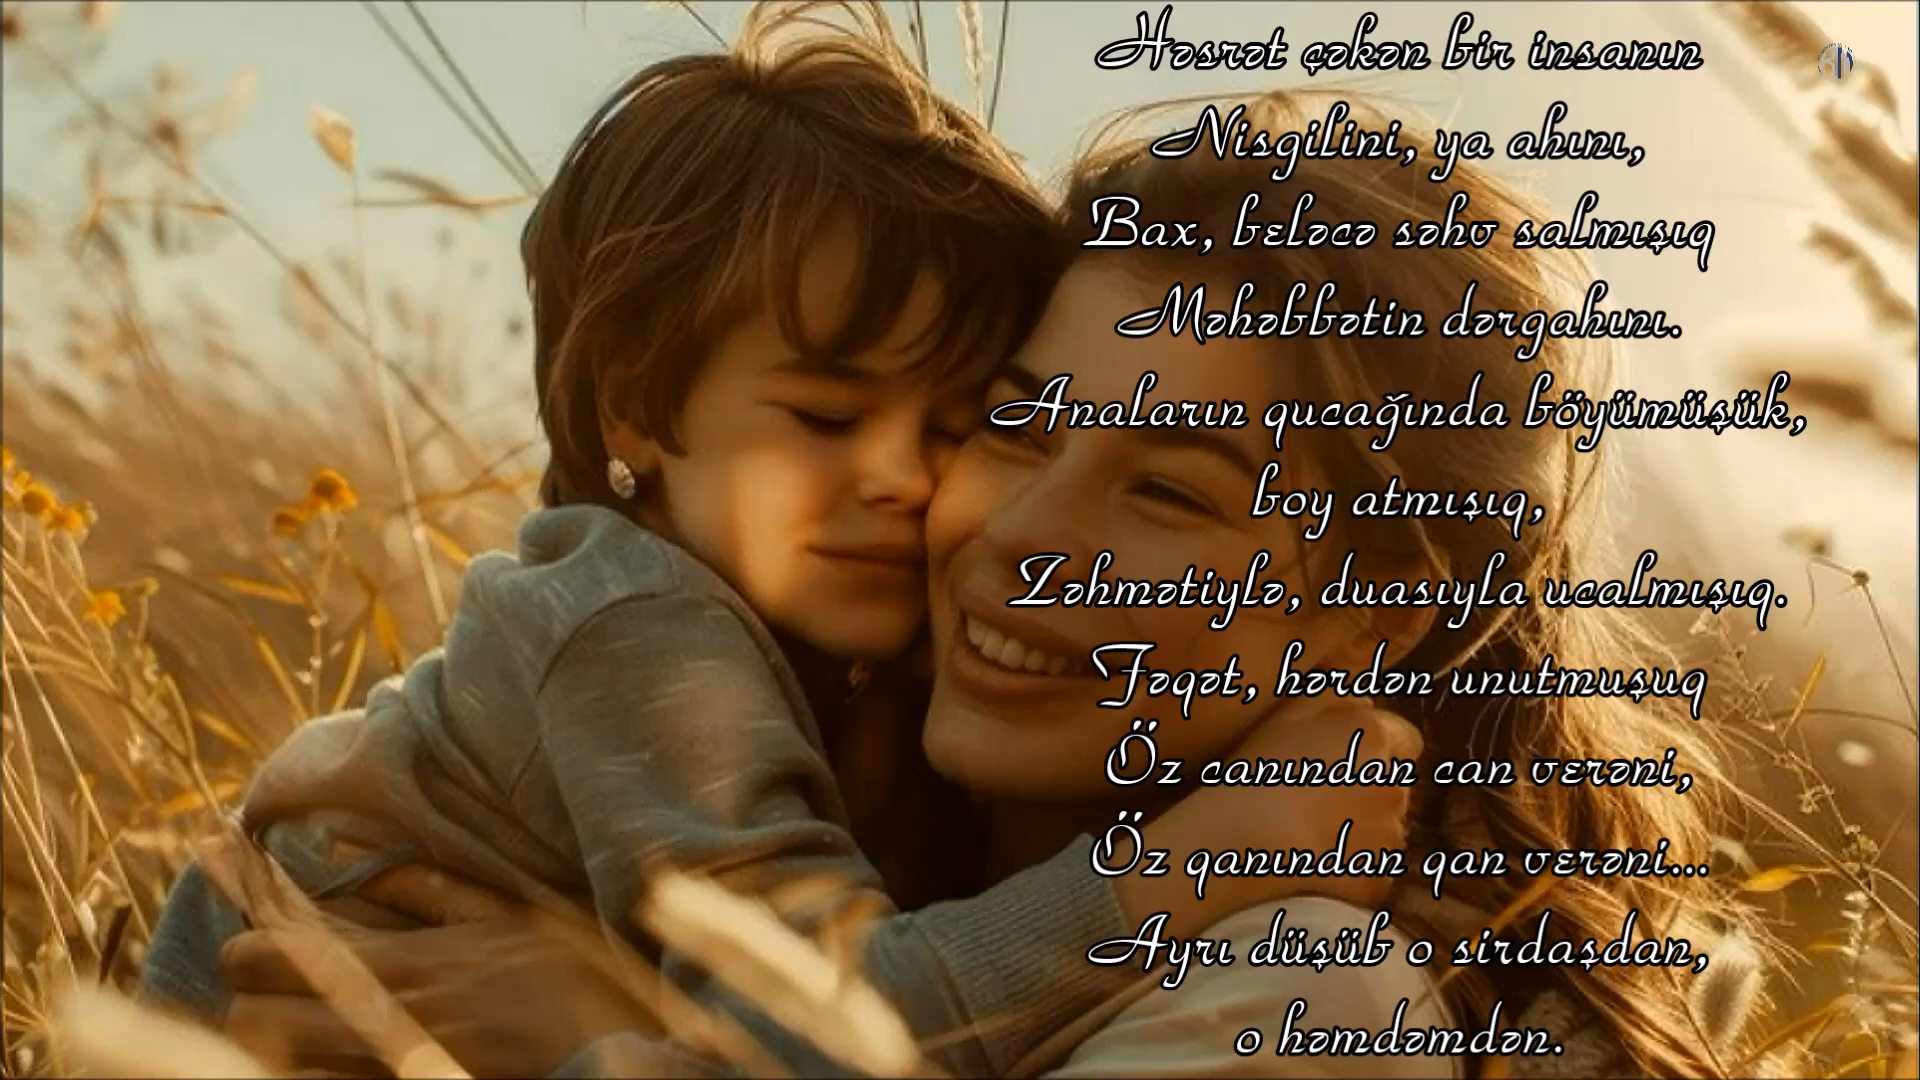 Həsrət çəkən bir insanın
Nisgilini, ya ahını,
Bax, beləcə səhv salmışıq
Məhəbbətin dərgahını.
Anaların qucağında böyümüşük,
boy atmışıq,
Zəhmətiylə, duasıyla ucalmışıq.
Fəqət, hərdən unutmuşuq
Öz canından can verəni,
Öz qanından qan verəni...
Ayrı düşüb o sirdaşdan,
o həmdəmdən.